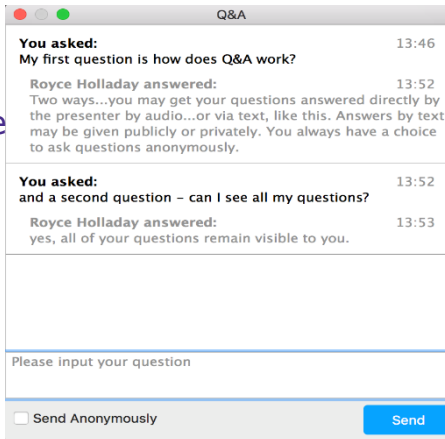 Q&A
You asked: 13:46
My first question is how does Q&A work?
Royce Holladay answered: 13:52
Two ways...you may get your questions answered directly by
the presenter by audio...or via text, like this. Answers by text
may be given publicly or privately. You always have a choice
to ask questions anonymously.
You asked: 13:52
and a second question – can I see all my questions?
Royce Holladay answered: 13:53
yes, all of your questions remain visible to you.
Please input your question
Send Anonymously
Send